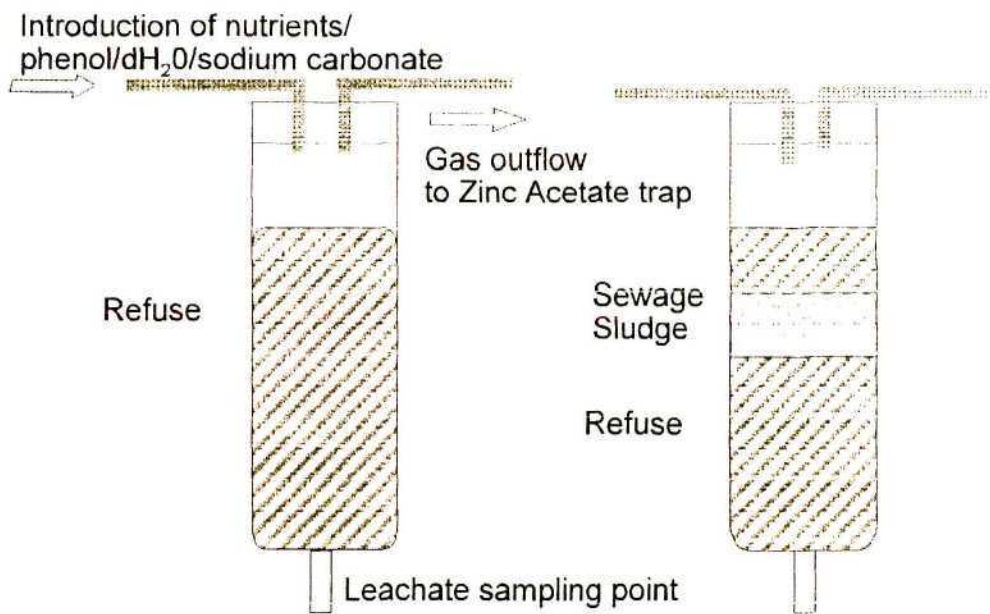 Introduction of nutrients/
phenol/dH₂0/sodium carbonate
Gas outflow
to Zinc Acetate trap
Refuse
Sewage
Sludge
Refuse
Leachate sampling point